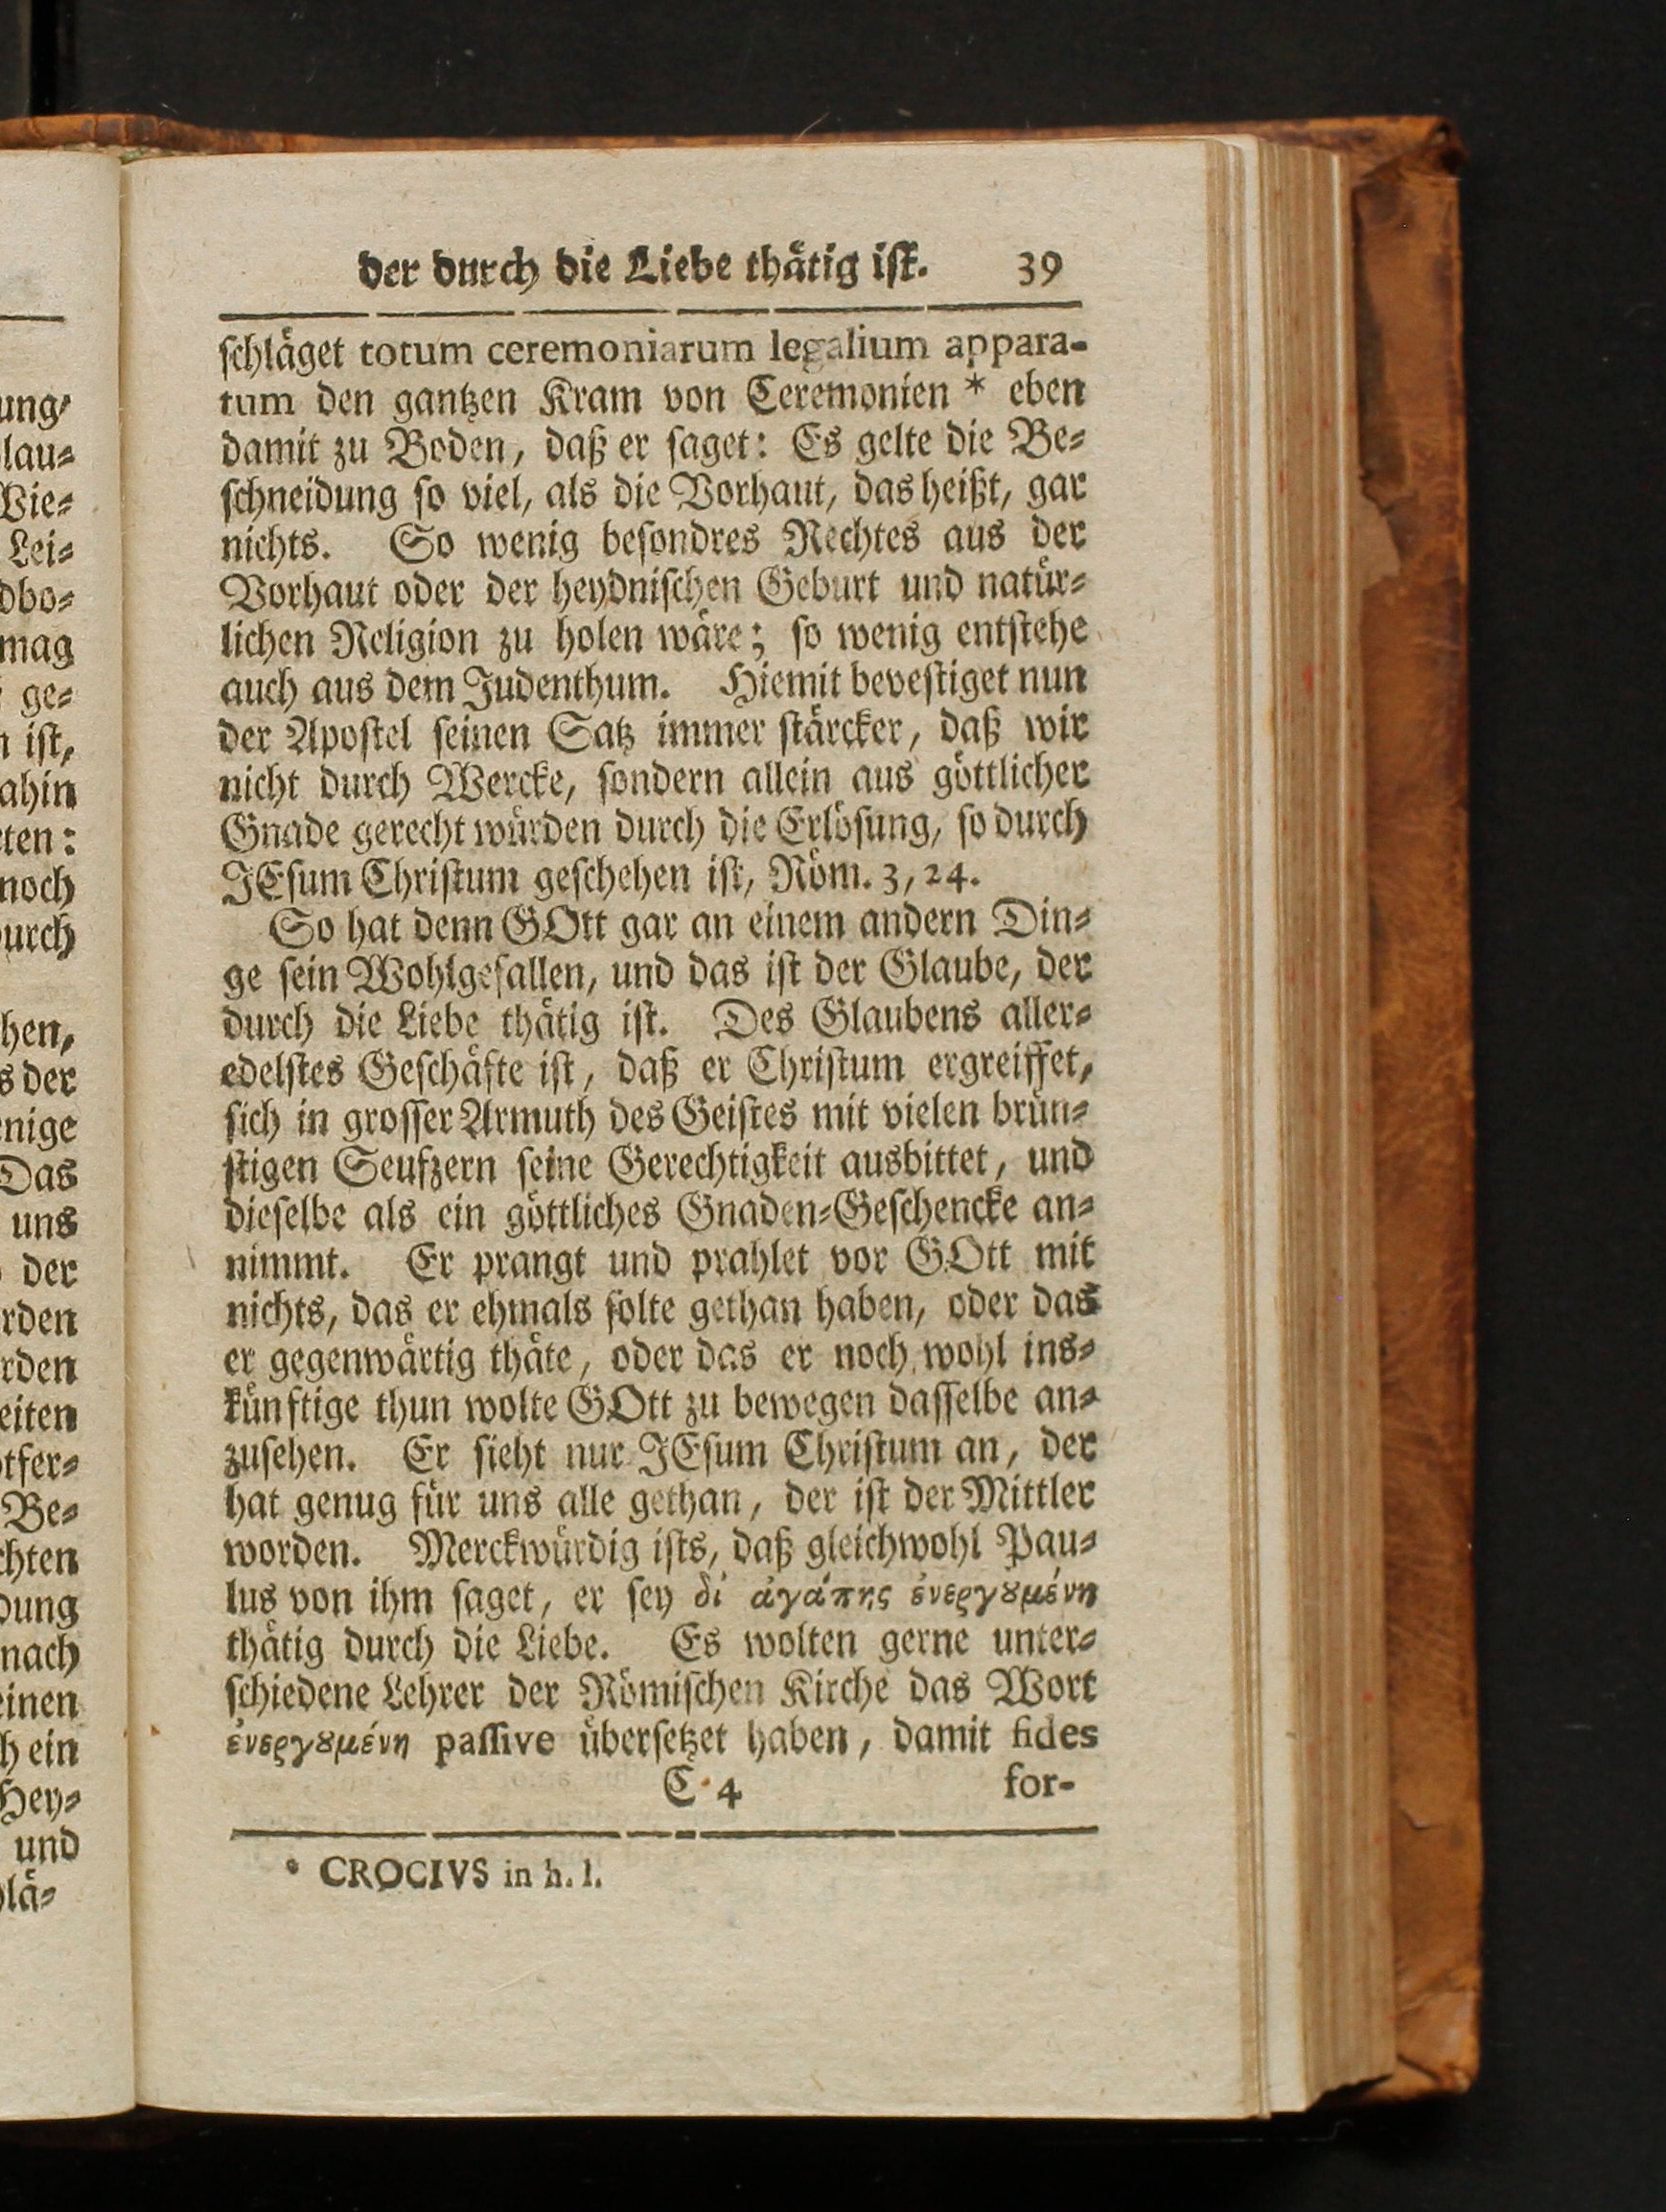 der durch die Liebe thätig ist. 39
schläget totum ceremoniarum legalium appara-
tum den gantzen Kram von Ceremonien * eben
damit zu Boden, daß er saget: Es gelte die Be-
schneidung so viel, als die Vorhaut, das heißt, gar
nichts. So wenig besondres Rechtes aus der
Vorhaut oder der heydnischen Geburt und natür-
lichen Religion zu holen wäre; so wenig entstehe
auch aus dem Judenthum. Hiemit bevestiget nun
der Apostel seinen Satz immer stärcker, daß wir
nicht durch Wercke, sondern allein aus göttlicher
Gnade gerecht würden durch die Erlösung, so durch
JEsum Christum geschehen ist, Röm. 3, 24.
So hat denn GOtt gar an einem andern Din-
ge sein Wohlgefallen, und das ist der Glaube, der
durch die Liebe thätig ist. Des Glaubens aller-
edelstes Geschäfte ist, daß er Christum ergreiffet,
sich in grosser Armuth des Geistes mit vielen brün-
stigen Seufzern seine Gerechtigkeit ausbittet, und
dieselbe als ein göttliches Gnaden-Geschencke an-
nimmt. Er prangt und prahlet vor GOtt mit
nichts, das er ehmals solte gethan haben, oder das
er gegenwärtig thäte, oder das er noch wohl ins-
künftige thun wolte GOtt zu bewegen dasselbe an-
zusehen. Er sieht nur JEsum Christum an, der
hat genug für uns alle gethan, der ist der Mittler
worden. Merckwürdig ists, daß gleichwohl Pau-
lus von ihm saget, er sey δι ἀγάπης ἐνεργȣμένη
thätig durch die Liebe. Es wolten gerne unter-
schiedene Lehrer der Römischen Kirche das Wort
ἐνεργȣμένη passive übersetzet haben, damit fides
C 4 for-
* CROCIVS in h. l.